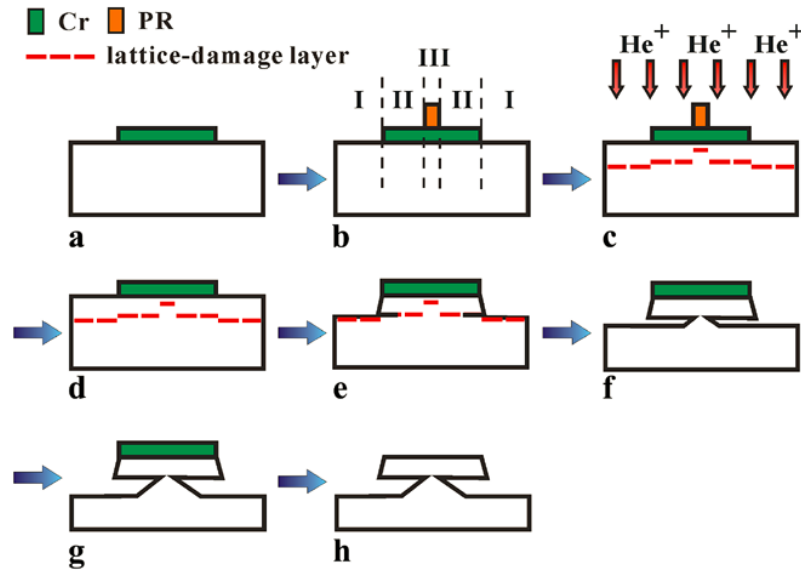 Cr PR
lattice-damage layer
III
I II II I
He+ He+ He+
a b c
d e f
g h